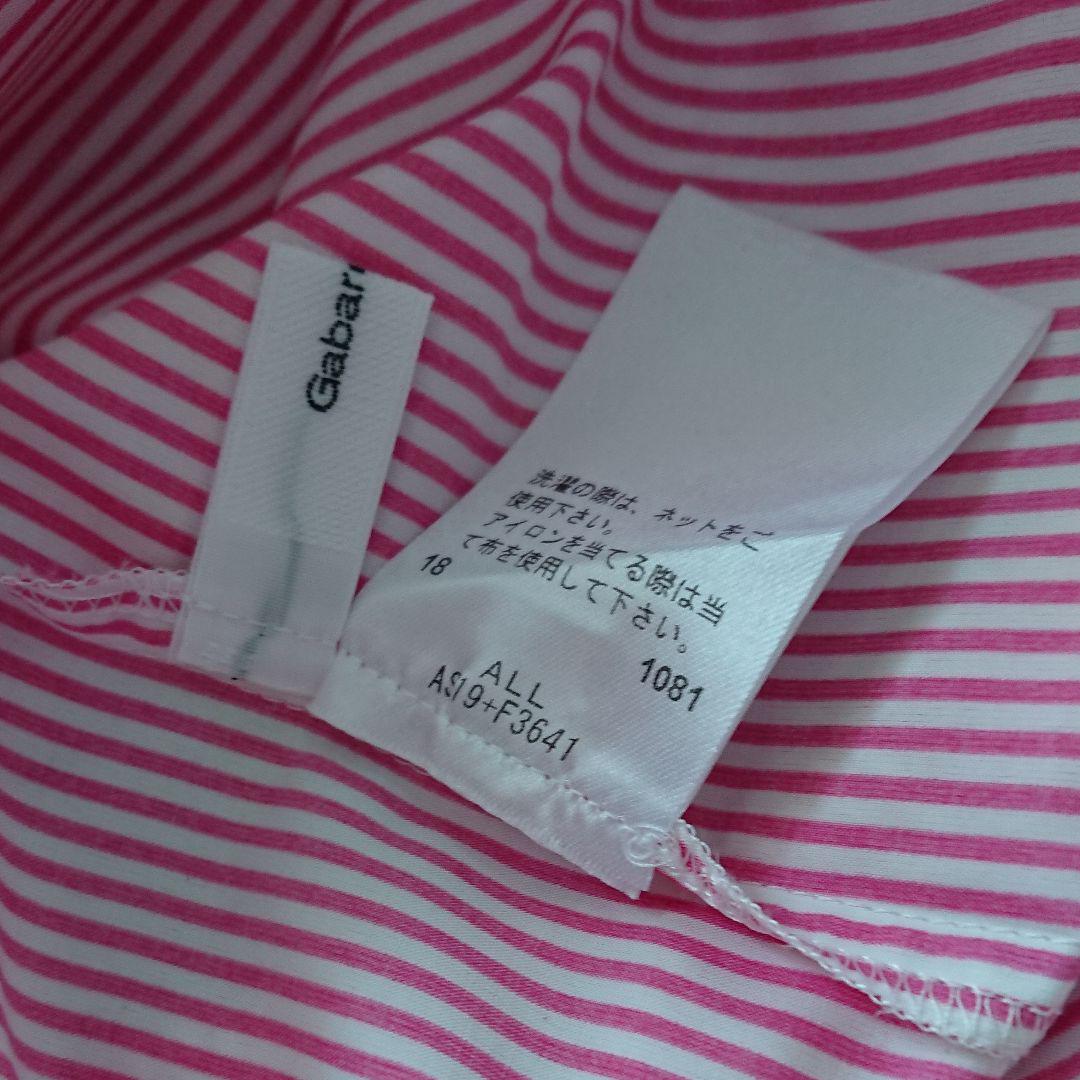 Gabar
洗濯の際は、ネットをご
使用下さい。
アイロンを当てる際は当
て布を使用して下さい。
18
1081
ALL
AS19+F3641